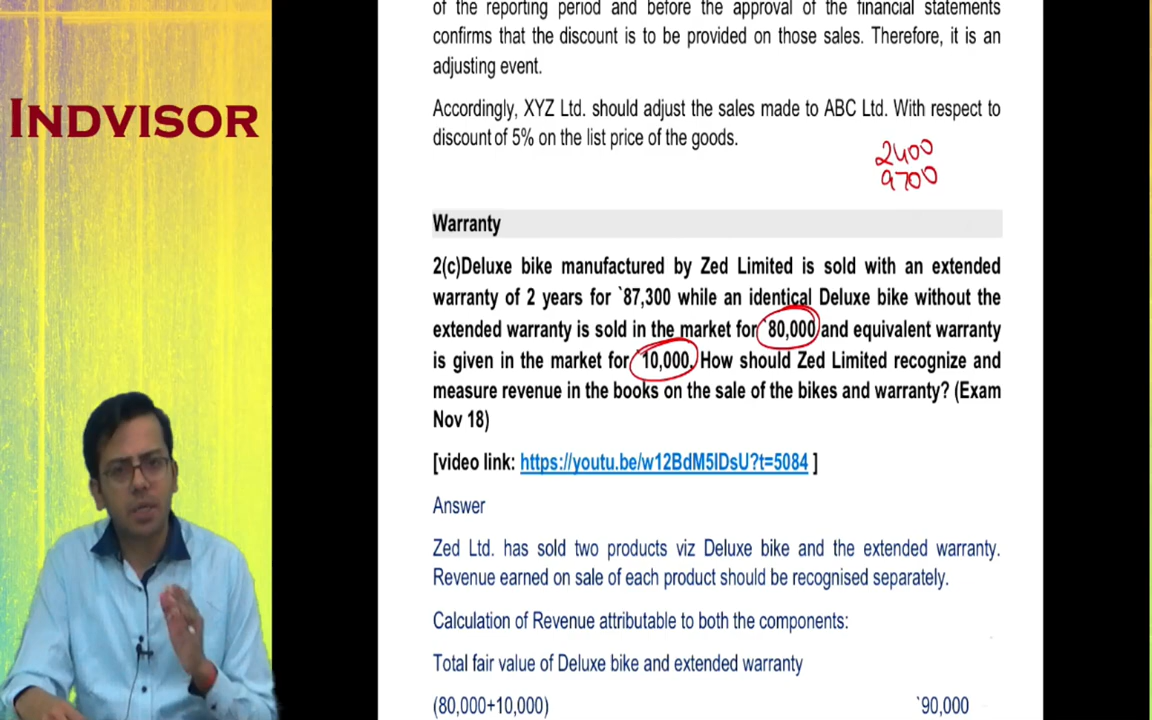 INDVISOR
of the reporting period and before the approval of the financial statements
confirms that the discount is to be provided on those sales. Therefore, it is an
adjusting event.
Accordingly, XYZ Ltd. should adjust the sales made to ABC Ltd. With respect to
discount of 5% on the list price of the goods.
2400
9700
Warranty
2(c)Deluxe bike manufactured by Zed Limited is sold with an extended
warranty of 2 years for `87,300 while an identical Deluxe bike without the
extended warranty is sold in the market for `80,000 and equivalent warranty
is given in the market for `10,000. How should Zed Limited recognize and
measure revenue in the books on the sale of the bikes and warranty? (Exam
Nov 18)
[video link: https://youtu.be/w12BdM5IDsU?t=5084 ]
Answer
Zed Ltd. has sold two products viz Deluxe bike and the extended warranty.
Revenue earned on sale of each product should be recognised separately.
Calculation of Revenue attributable to both the components:
Total fair value of Deluxe bike and extended warranty
(80,000+10,000) `90,000